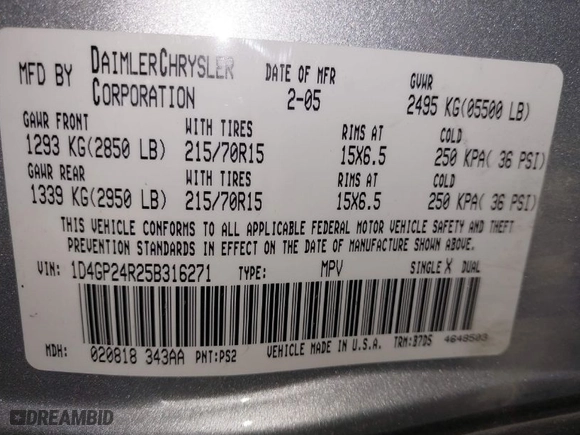 MFD BY DAIMLERCHRYSLER CORPORATION DATE OF MFR 2-05 GVWR 2495 KG(05500 LB)
GAWR FRONT WITH TIRES RIMS AT COLD
1293 KG(2850 LB) 215/70R15 15X6.5 250 KPA( 36 PSI)
GAWR REAR WITH TIRES RIMS AT COLD
1339 KG(2950 LB) 215/70R15 15X6.5 250 KPA( 36 PSI)
THIS VEHICLE CONFORMS TO ALL APPLICABLE FEDERAL MOTOR VEHICLE SAFETY AND THEFT
PREVENTION STANDARDS IN EFFECT ON THE DATE OF MANUFACTURE SHOWN ABOVE.
VIN: 1D4GP24R25B316271 TYPE: MPV SINGLE X DUAL
MDH: 020818 343AA PNT:PS2 VEHICLE MADE IN U.S.A. TRM:B7DS 4648503
DREAMBID